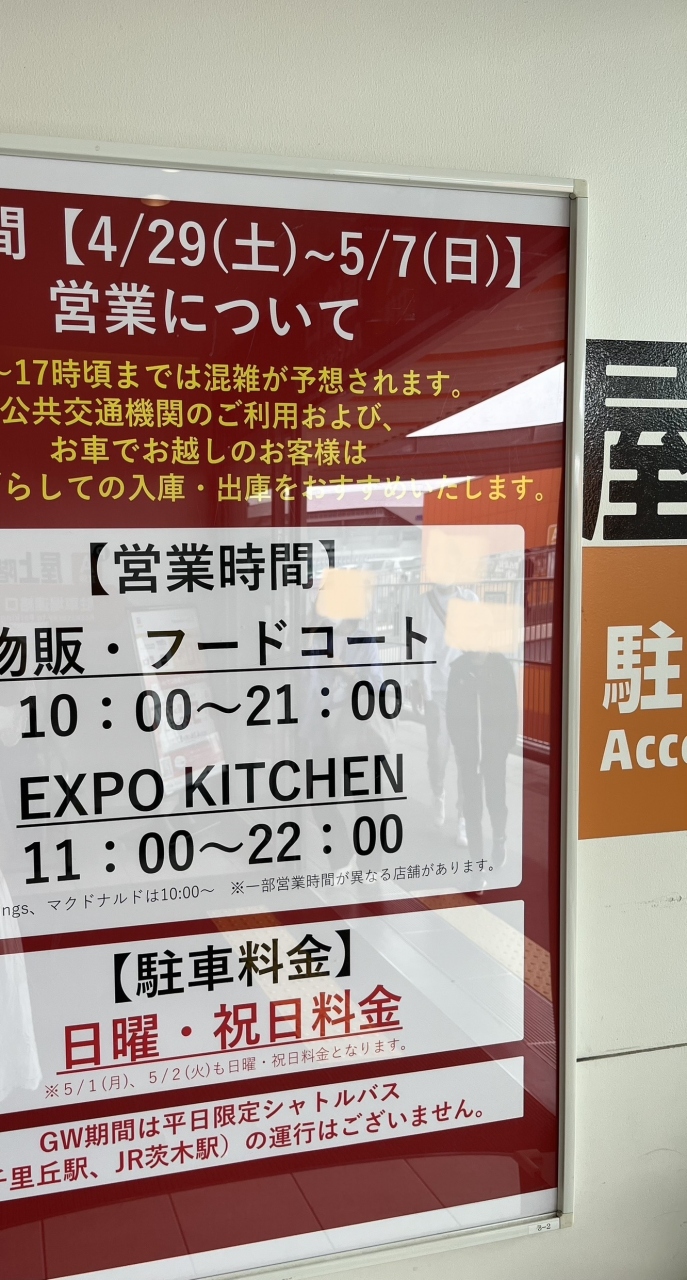 間【4/29(土)~5/7(日)】
営業について
~17時頃までは混雑が予想されます。
公共交通機関のご利用および、
お車でお越しのお客様は
らしての入庫・出庫をおすすめいたします。
【営業時間】
物販・フードコート
10：00～21：00
EXPO KITCHEN
11：00～22：00
ngs、マクドナルドは10:00～ ※一部営業時間が異なる店舗があります。
【駐車料金】
日曜・祝日料金
※5/1(月)、5/2(火)も日曜・祝日料金となります。
GW期間は平日限定シャトルバス
千里丘駅、JR茨木駅）の運行はございません。
駐
Acce